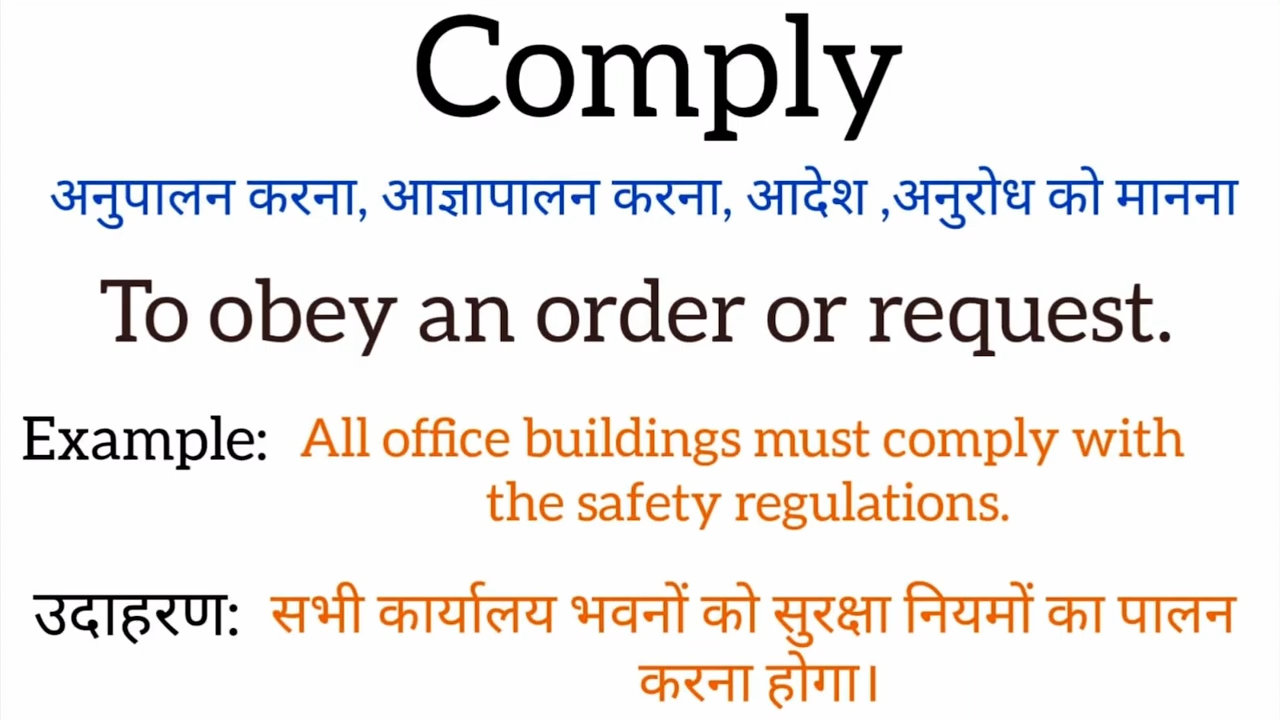 Comply
अनुपालन करना, आज्ञापालन करना, आदेश ,अनुरोध को मानना
To obey an order or request.
Example: All office buildings must comply with
the safety regulations.
उदाहरण: सभी कार्यालय भवनों को सुरक्षा नियमों का पालन
करना होगा।